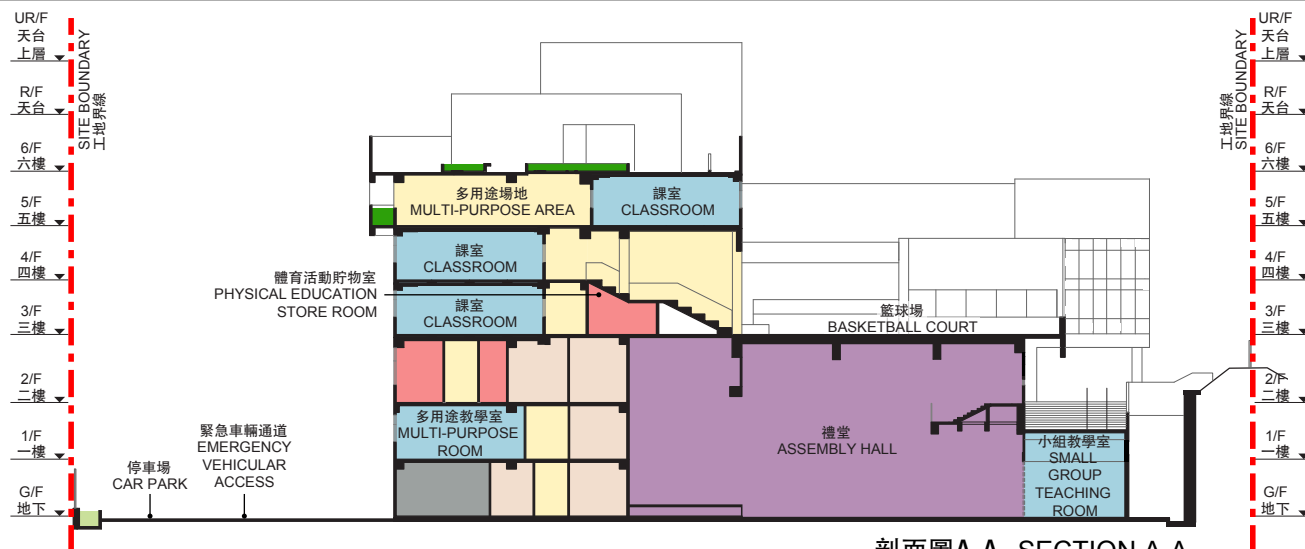 UR/F
天台
上層
R/F
天台
6/F
六樓
5/F
五樓
4/F
四樓
3/F
三樓
2/F
二樓
1/F
一樓
G/F
地下
SITE BOUNDARY
工地界線
多用途場地
MULTI-PURPOSE AREA
課室
CLASSROOM
課室
CLASSROOM
體育活動貯物室
PHYSICAL EDUCATION
STORE ROOM
課室
CLASSROOM
籃球場
BASKETBALL COURT
多用途教學室
MULTI-PURPOSE
ROOM
禮堂
ASSEMBLY HALL
小組教學室
SMALL
GROUP
TEACHING
ROOM
緊急車輛通道
EMERGENCY
VEHICULAR
ACCESS
停車場
CAR PARK
工地界線
SITE BOUNDARY
UR/F
天台
上層
R/F
天台
6/F
六樓
5/F
五樓
4/F
四樓
3/F
三樓
2/F
二樓
1/F
一樓
G/F
地下
剖面圖A-A SECTION A-A